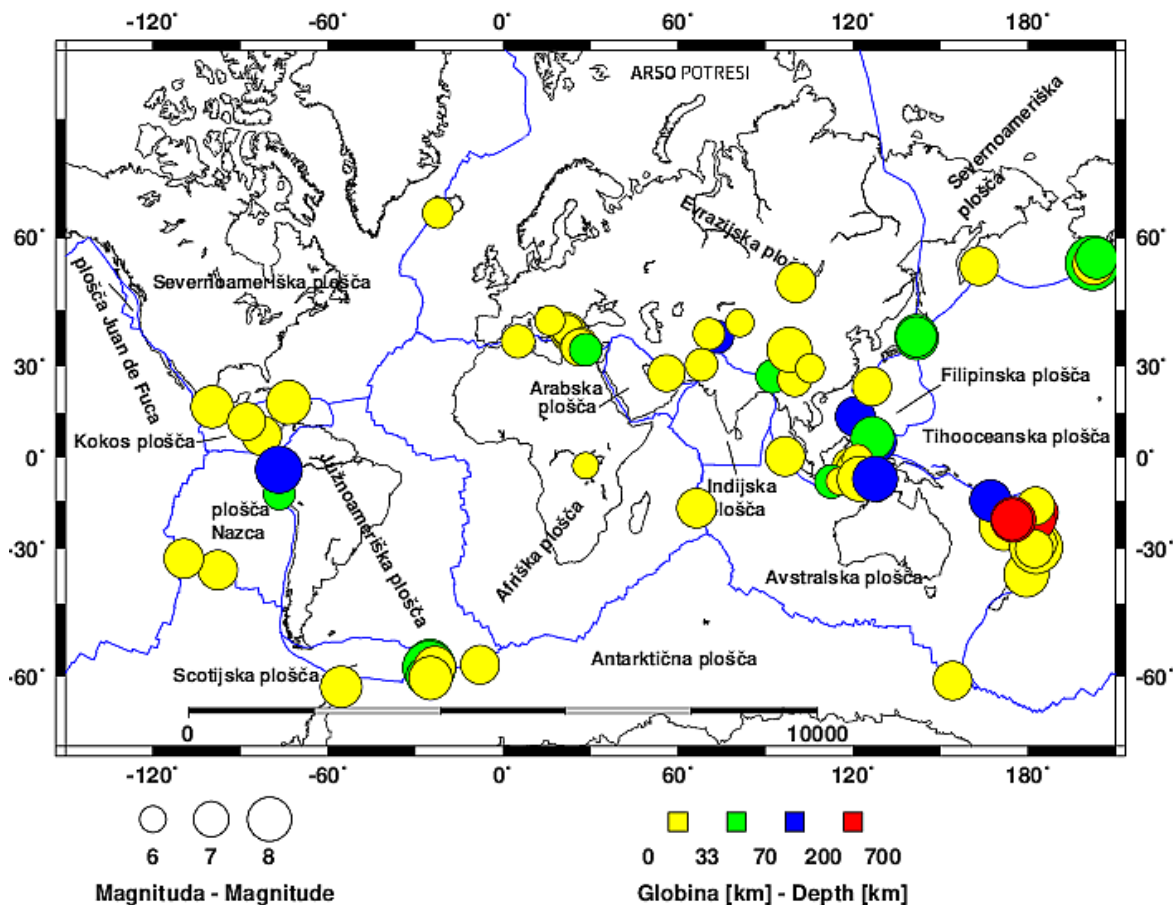 -120° -60° 0° 60° 120° 180°
ARSO POTRESI
Severnoameriška
plošča
Evrazijska plošča
60° 60°
plošča Juan de Fuca
Severnoameriška plošča
30° 30°
Arabska
plošča
Filipinska plošča
Kokos plošča
Tihooceanska plošča
0° 0°
Južnoameriška plošča
Indijska
plošča
plošča
Nazca
Afriška plošča
-30° -30°
Avstralska plošča
Scotijska plošča
Antarktična plošča
-60° -60°
0 10000
-120° -60° 0° 60° 120° 180°
6 7 8
0 33 70 200 700
Magnituda - Magnitude
Globina [km] - Depth [km]